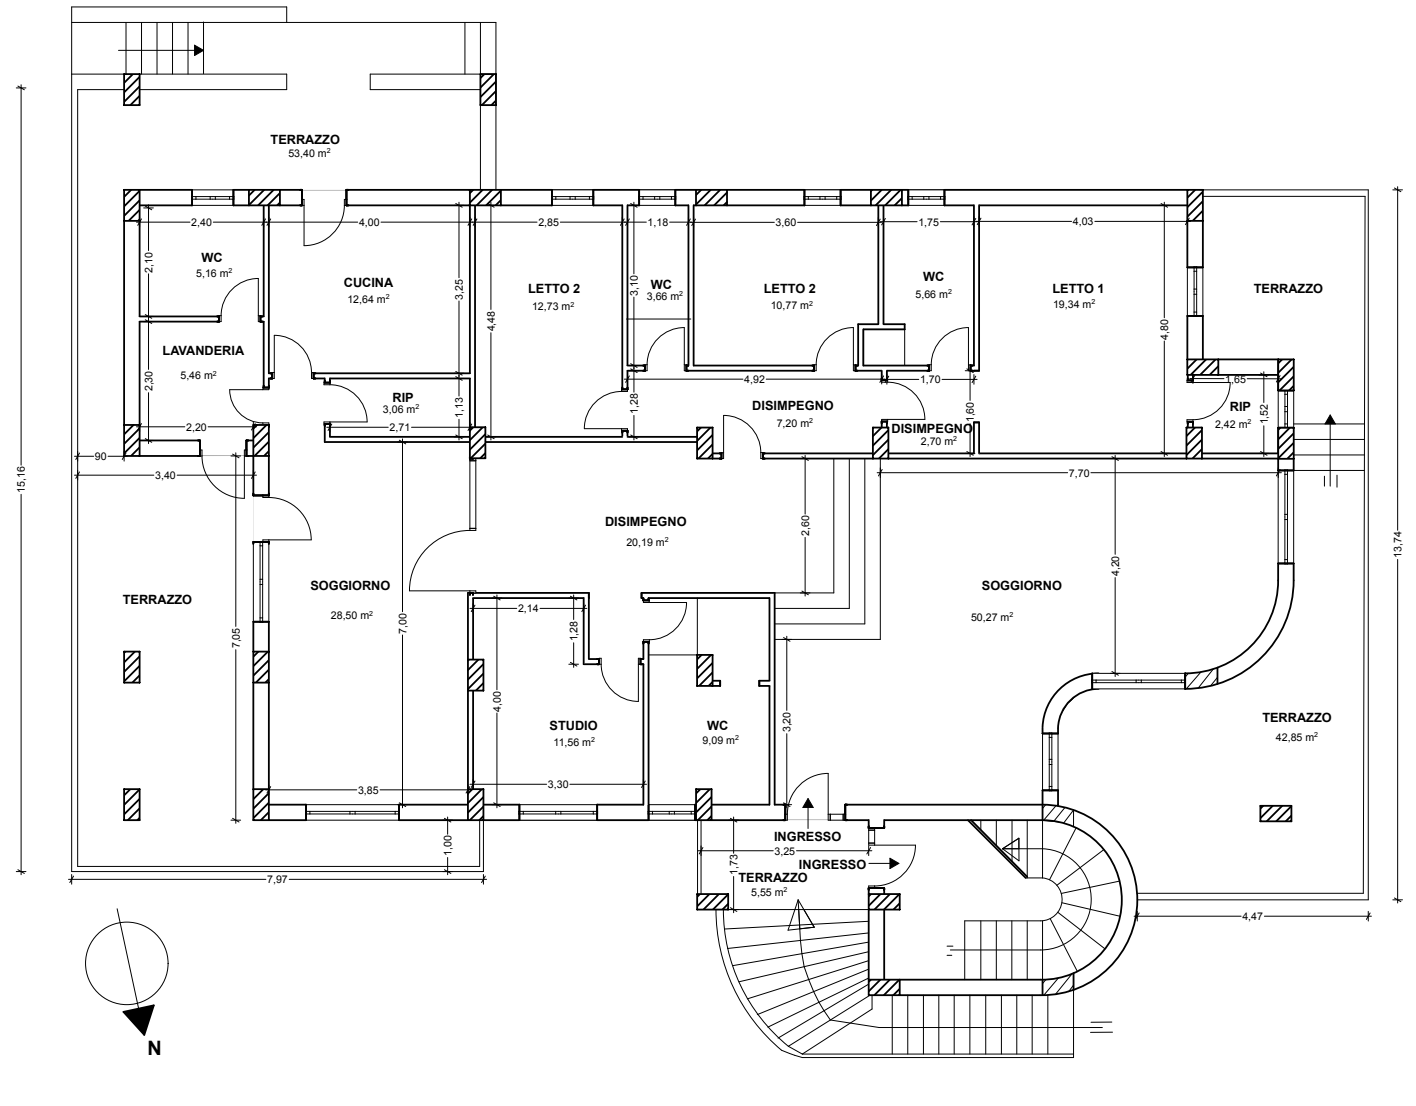 TERRAZZO
53,40 m²
2,40
4,00
2,85
1,18
3,60
1,75
4,03
2,10
WC
5,16 m²
CUCINA
12,64 m²
3,25
4,48
LETTO 2
12,73 m²
3,10
WC
3,66 m²
LETTO 2
10,77 m²
WC
5,66 m²
LETTO 1
19,34 m²
4,80
TERRAZZO
LAVANDERIA
5,46 m²
2,30
2,20
RIP
3,06 m²
2,71
1,13
1,28
4,92
DISIMPEGNO
7,20 m²
1,70
1,60
DISIMPEGNO
2,70 m²
1,65
RIP
2,42 m²
1,52
90
3,40
15,16
13,74
7,70
DISIMPEGNO
20,19 m²
2,60
4,20
TERRAZZO
7,05
SOGGIORNO
28,50 m²
7,00
2,14
1,28
SOGGIORNO
50,27 m²
4,00
STUDIO
11,56 m²
3,30
WC
9,09 m²
3,20
TERRAZZO
42,85 m²
3,85
1,00
7,97
INGRESSO
3,25
INGRESSO
1,73
TERRAZZO
5,55 m²
4,47
N